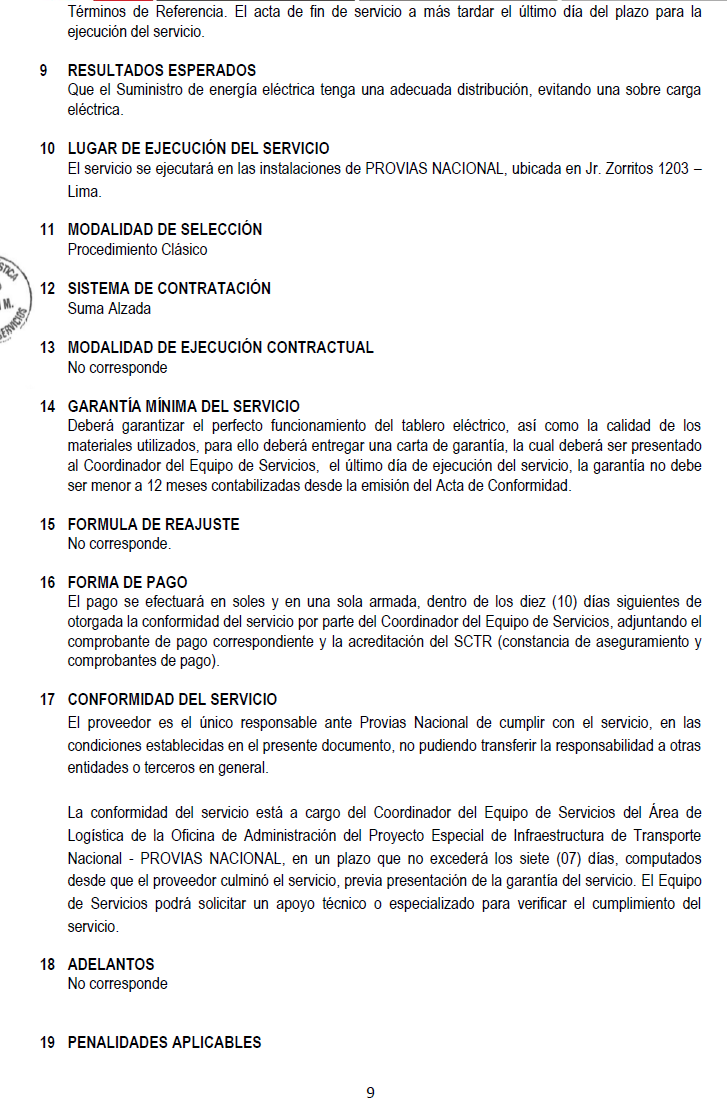 Términos de Referencia. El acta de fin de servicio a más tardar el último día del plazo para la
ejecución del servicio.
9 RESULTADOS ESPERADOS
Que el Suministro de energía eléctrica tenga una adecuada distribución, evitando una sobre carga
eléctrica.
10 LUGAR DE EJECUCIÓN DEL SERVICIO
El servicio se ejecutará en las instalaciones de PROVIAS NACIONAL, ubicada en Jr. Zorritos 1203 –
Lima.
11 MODALIDAD DE SELECCIÓN
Procedimiento Clásico
12 SISTEMA DE CONTRATACIÓN
Suma Alzada
13 MODALIDAD DE EJECUCIÓN CONTRACTUAL
No corresponde
14 GARANTÍA MÍNIMA DEL SERVICIO
Deberá garantizar el perfecto funcionamiento del tablero eléctrico, así como la calidad de los
materiales utilizados, para ello deberá entregar una carta de garantía, la cual deberá ser presentado
al Coordinador del Equipo de Servicios, el último día de ejecución del servicio, la garantía no debe
ser menor a 12 meses contabilizadas desde la emisión del Acta de Conformidad.
15 FORMULA DE REAJUSTE
No corresponde.
16 FORMA DE PAGO
El pago se efectuará en soles y en una sola armada, dentro de los diez (10) días siguientes de
otorgada la conformidad del servicio por parte del Coordinador del Equipo de Servicios, adjuntando el
comprobante de pago correspondiente y la acreditación del SCTR (constancia de aseguramiento y
comprobantes de pago).
17 CONFORMIDAD DEL SERVICIO
El proveedor es el único responsable ante Provias Nacional de cumplir con el servicio, en las
condiciones establecidas en el presente documento, no pudiendo transferir la responsabilidad a otras
entidades o terceros en general.
La conformidad del servicio está a cargo del Coordinador del Equipo de Servicios del Área de
Logística de la Oficina de Administración del Proyecto Especial de Infraestructura de Transporte
Nacional - PROVIAS NACIONAL, en un plazo que no excederá los siete (07) días, computados
desde que el proveedor culminó el servicio, previa presentación de la garantía del servicio. El Equipo
de Servicios podrá solicitar un apoyo técnico o especializado para verificar el cumplimiento del
servicio.
18 ADELANTOS
No corresponde
19 PENALIDADES APLICABLES
9